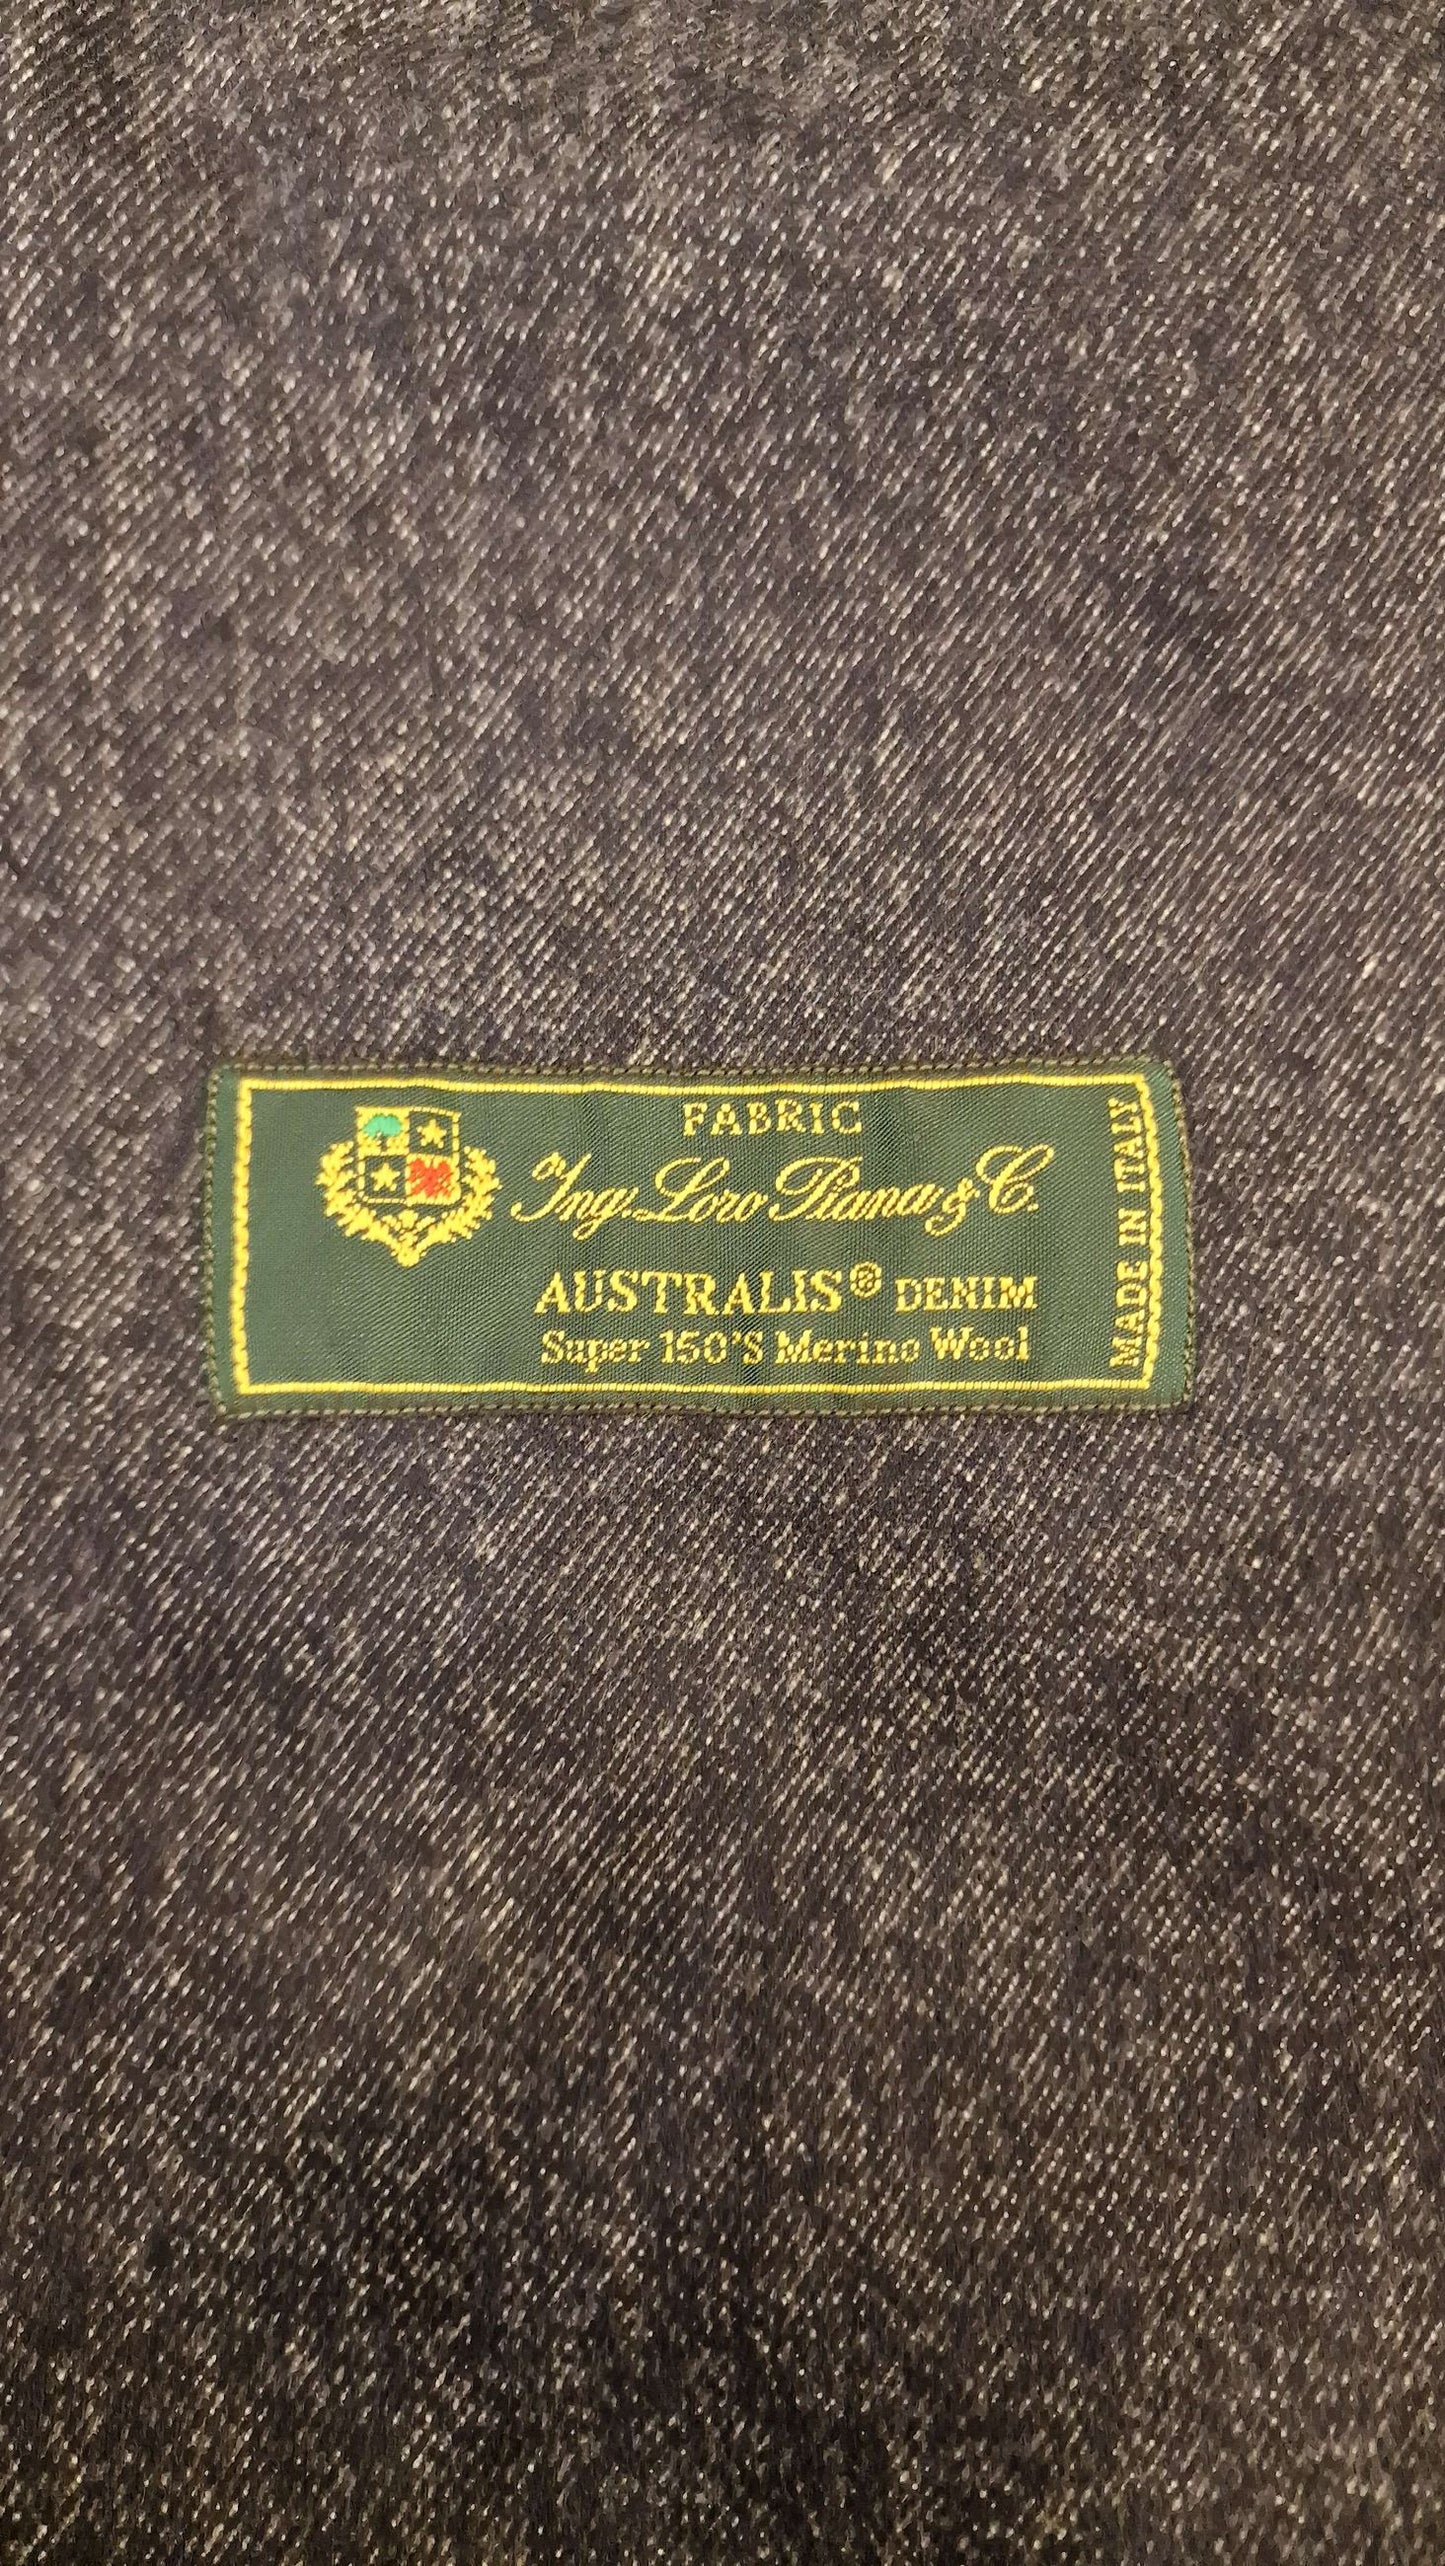 FABRIC
Ing. Loro Piana & C.
AUSTRALIS® DENIM
Super 150'S Merino Wool
MADE IN ITALY